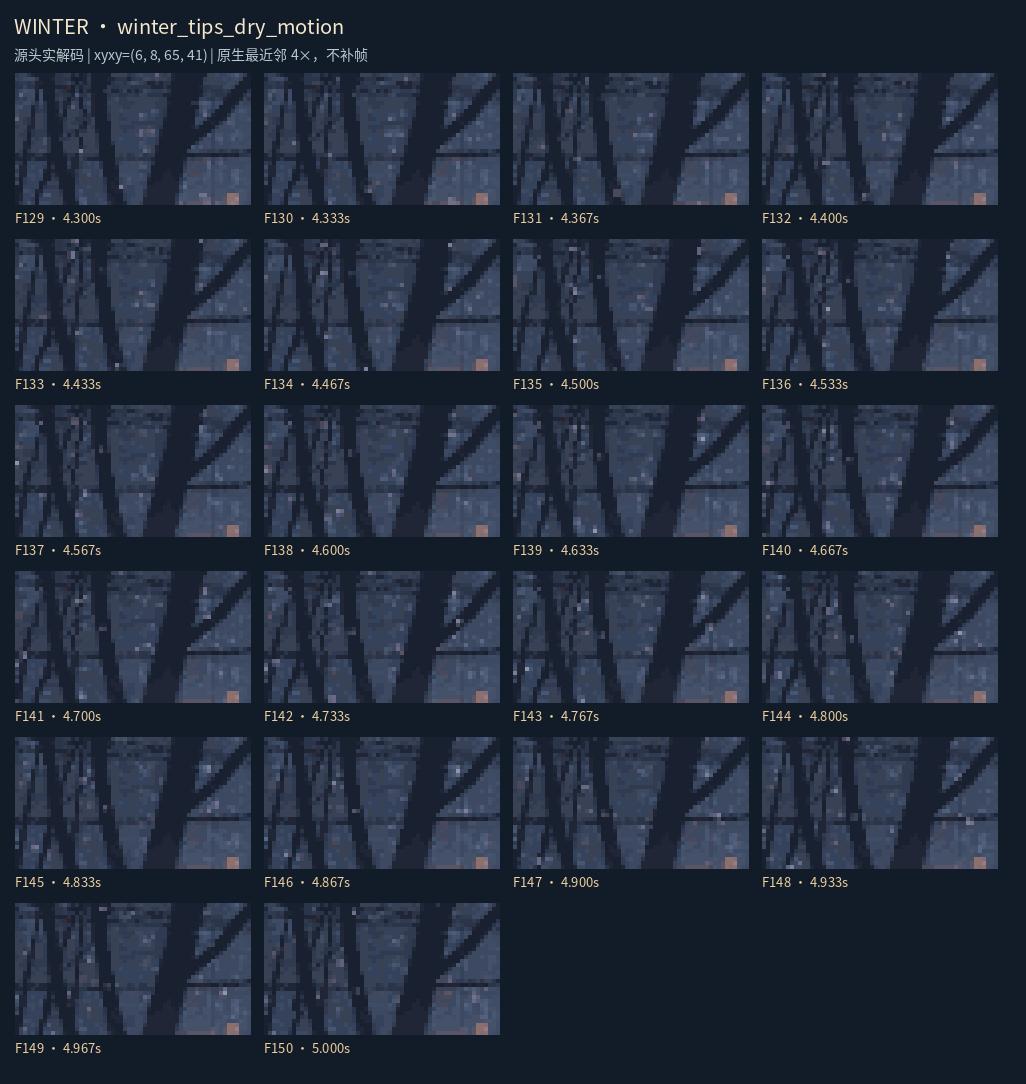 WINTER • winter_tips_dry_motion
源头实解码 | xyxy=(6, 8, 65, 41) | 原生最近邻 4×，不补帧
F129 • 4.300s
F130 • 4.333s
F131 • 4.367s
F132 • 4.400s
F133 • 4.433s
F134 • 4.467s
F135 • 4.500s
F136 • 4.533s
F137 • 4.567s
F138 • 4.600s
F139 • 4.633s
F140 • 4.667s
F141 • 4.700s
F142 • 4.733s
F143 • 4.767s
F144 • 4.800s
F145 • 4.833s
F146 • 4.867s
F147 • 4.900s
F148 • 4.933s
F149 • 4.967s
F150 • 5.000s